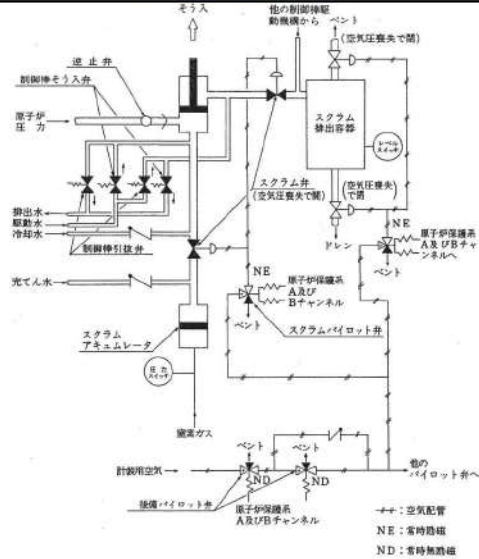 そう入
他の制御棒駆
動機構から
ベント
(空気圧喪失で閉)
逆止弁
制御棒そう入弁
原子炉
圧力
スクラム
排出容器
レベル
スイッチ
スクラム弁
(空気圧喪失で開)
(空気圧喪
失で閉)
排出水
駆動水
冷却水
制御棒引抜弁
ドレン
NE
原子炉保護系
A及びBチャ
ンネルへ
ベント
充てん水
NE
原子炉保護系
A及び
Bチャンネル
ベント
スクラムパイロット弁
スクラム
アキュムレータ
圧力
スイッチ
窒素ガス
ベント
ベント
計装用空気
ND
ND
他の
パイロット弁へ
後備パイロット弁
原子炉保護系
A及びBチャンネル
:空気配管
NE:常時励磁
ND:常時無励磁